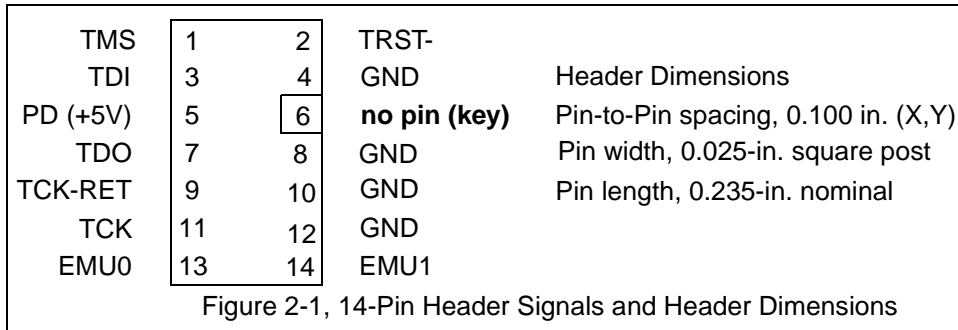 TMS 1 2 TRST-
TDI 3 4 GND Header Dimensions
PD (+5V) 5 6 no pin (key) Pin-to-Pin spacing, 0.100 in. (X,Y)
TDO 7 8 GND Pin width, 0.025-in. square post
TCK-RET 9 10 GND Pin length, 0.235-in. nominal
TCK 11 12 GND
EMU0 13 14 EMU1
Figure 2-1, 14-Pin Header Signals and Header Dimensions